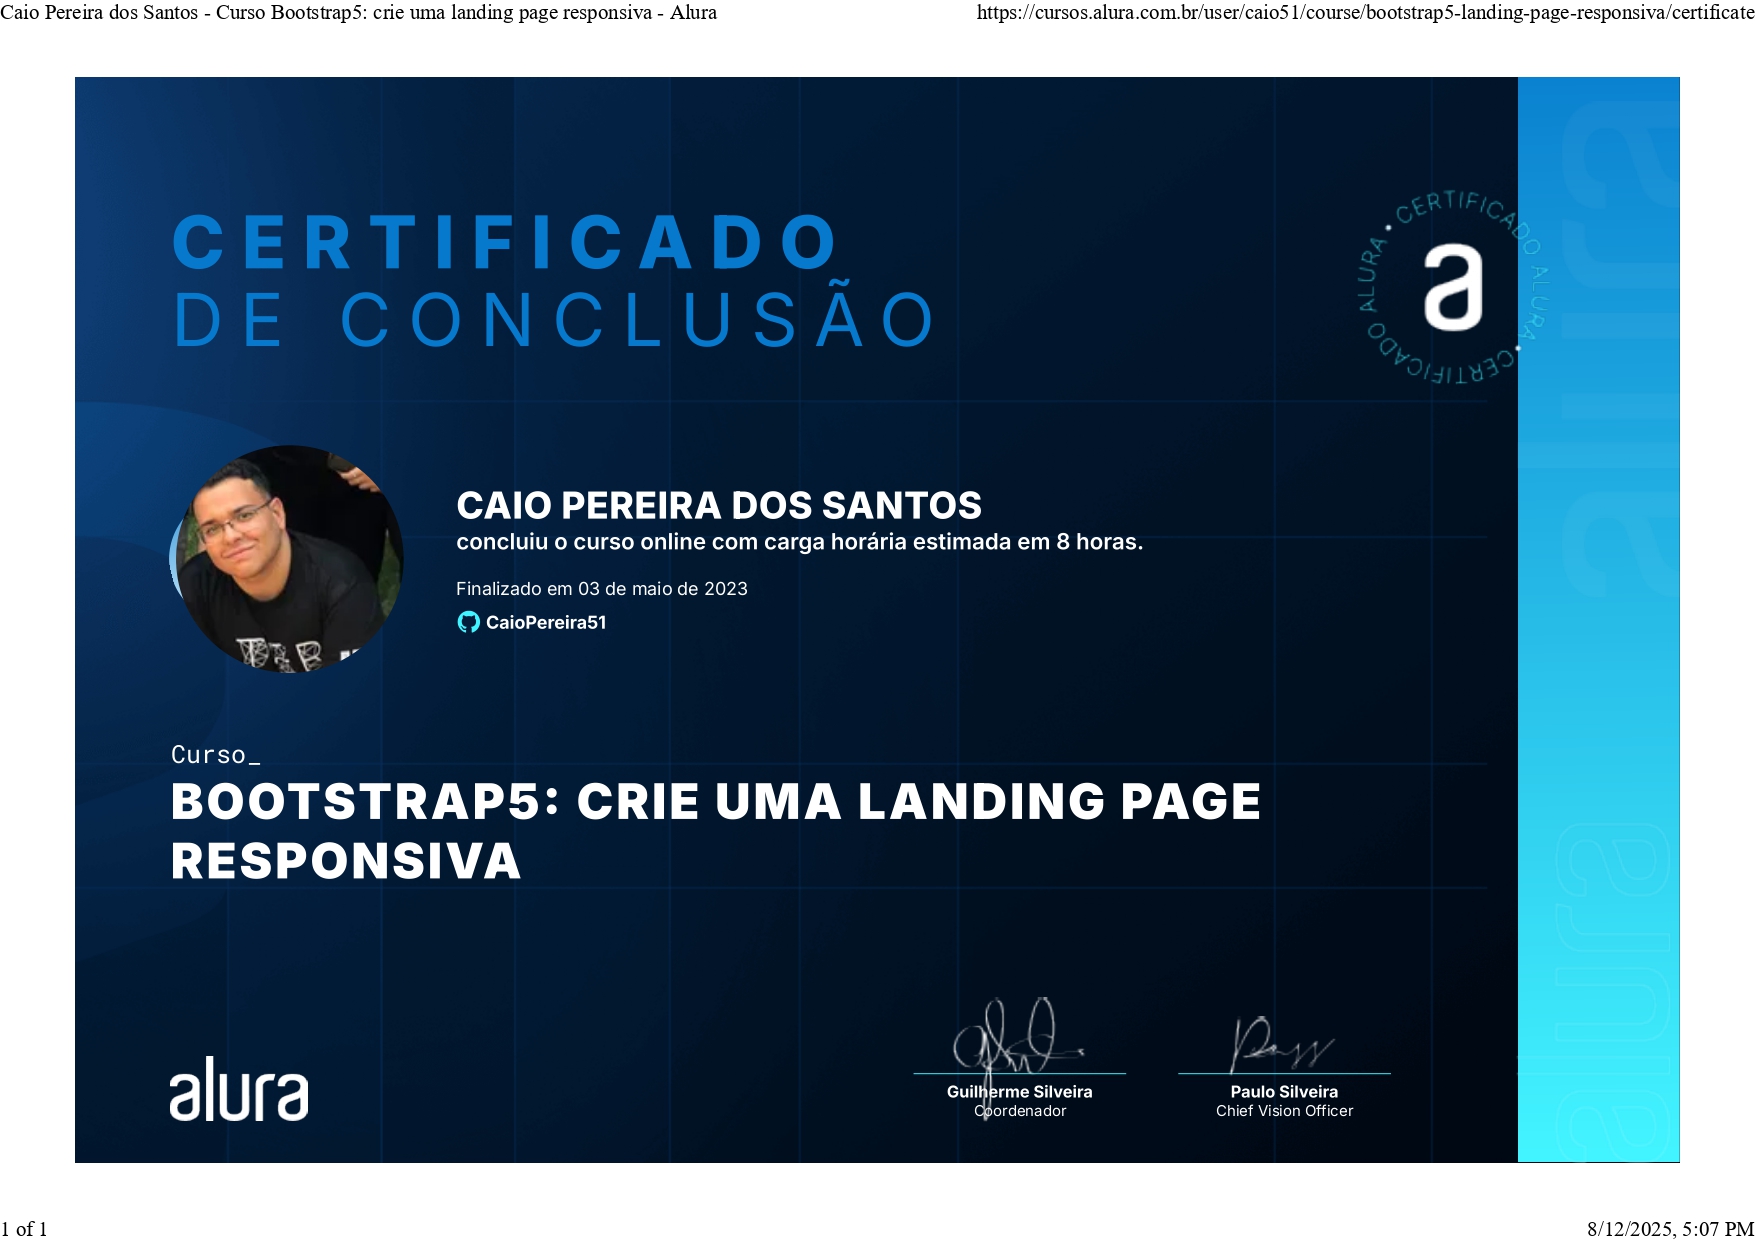 Caio Pereira dos Santos - Curso Bootstrap5: crie uma landing page responsiva - Alura
https://cursos.alura.com.br/user/caio51/course/bootstrap5-landing-page-responsiva/certificate
CERTIFICADO
DE CONCLUSÃO
CERTIFICADO ALURA • CERTIFICADO ALURA •
a
CAIO PEREIRA DOS SANTOS
concluiu o curso online com carga horária estimada em 8 horas.
Finalizado em 03 de maio de 2023
CaioPereira51
Curso_
BOOTSTRAP5: CRIE UMA LANDING PAGE
RESPONSIVA
alura
alura
alura
Guilherme Silveira
Coordenador
Paulo Silveira
Chief Vision Officer
1 of 1
8/12/2025, 5:07 PM